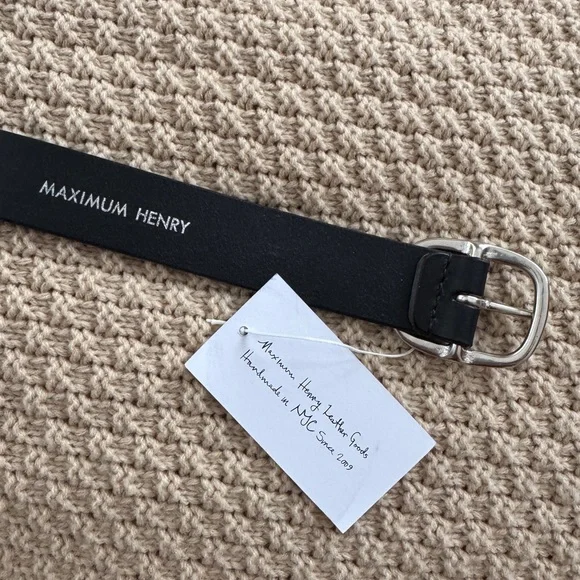 MAXIMUM HENRY
Maximum Henry Leather Goods
Handmade in NYC Since 2009